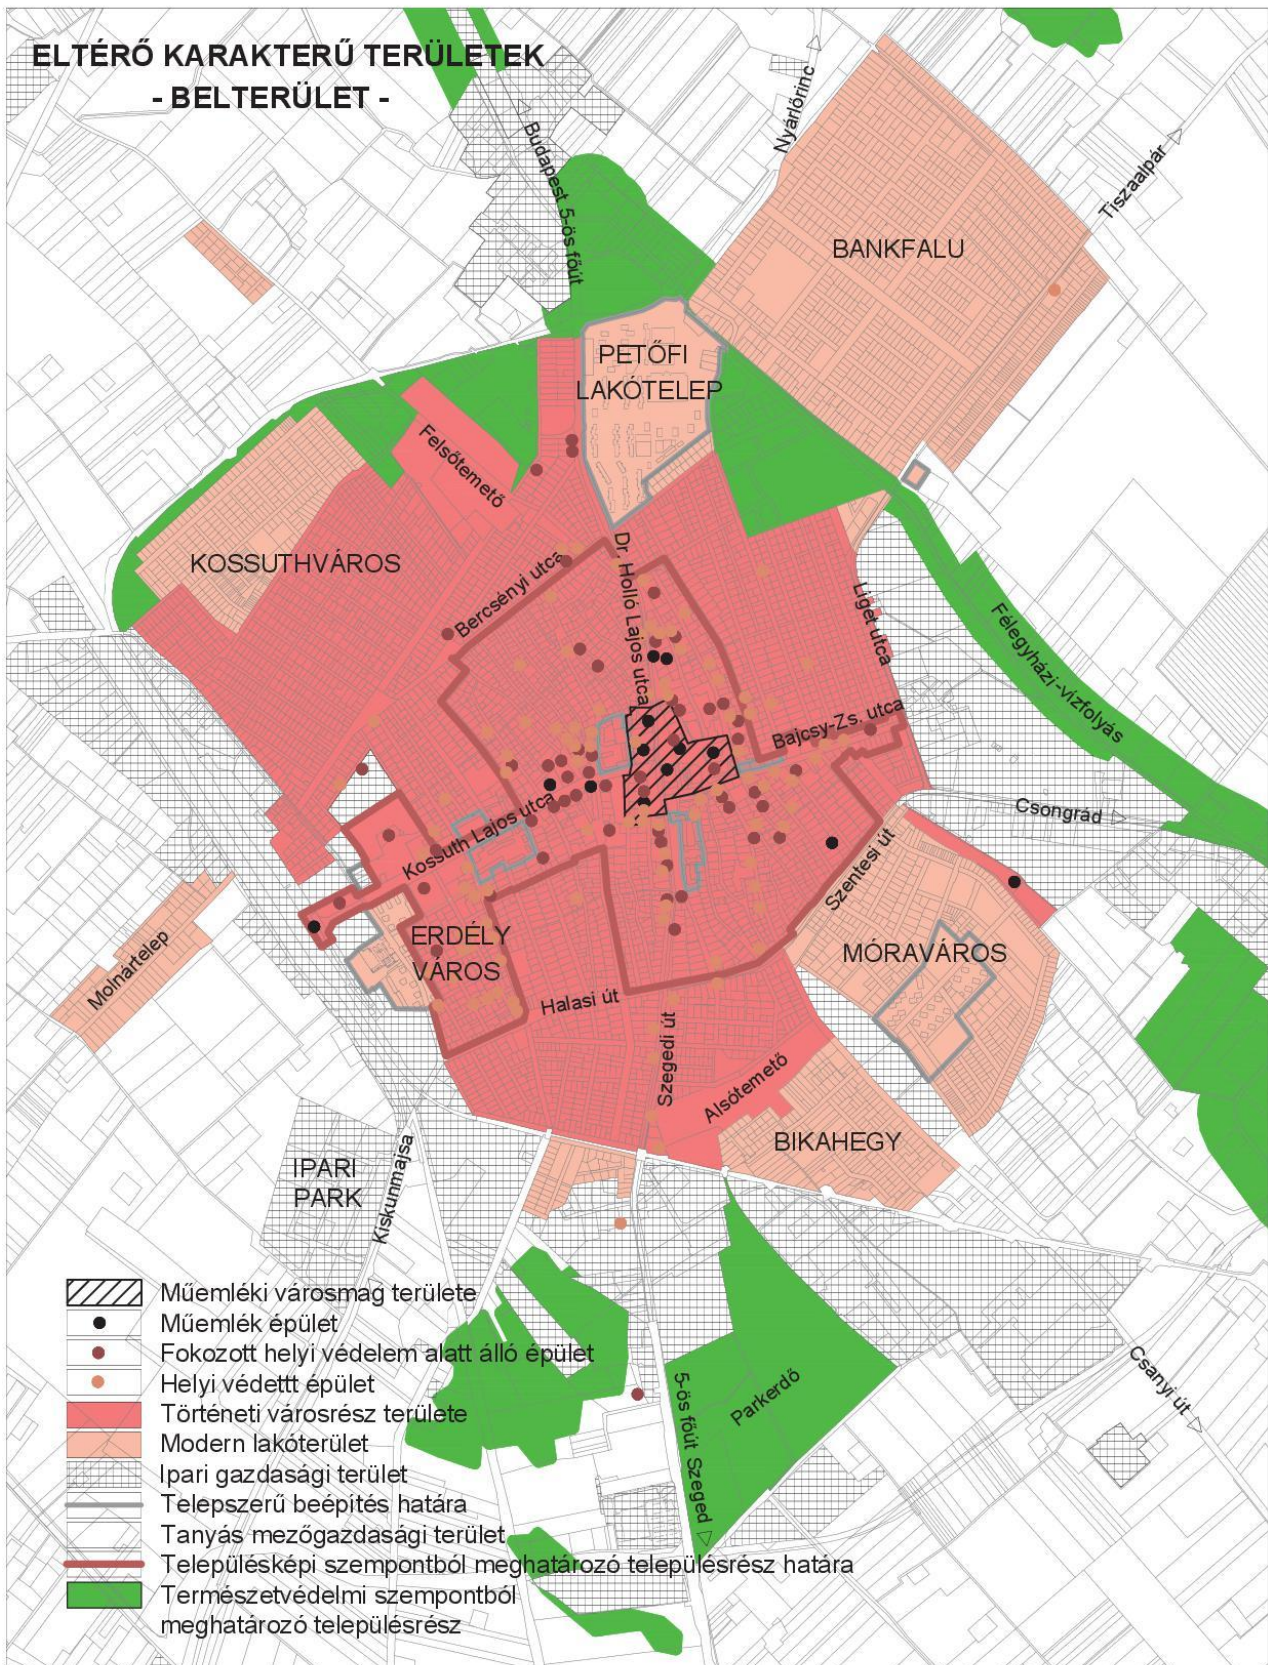 ELTÉRŐ KARAKTERŰ TERÜLETEK
- BELTERÜLET -
Budapest 5-ös főút
Nyárlőrinc
Tiszaalpár
BANKFALU
PETŐFI
LAKÓTELEP
Felsőtemető
KOSSUTHVÁROS
Bercsényi utca
Dr. Holló Lajos utca
Liget utca
Félegyházi-vízfolyás
Bajcsy-Zs. utca
Csongrád
Kossuth Lajos utca
Szentesi út
ERDÉLY
VÁROS
MÓRAVÁROS
Molnártelep
Halasi út
Szegedi út
Alsótemető
BIKAHEGY
IPARI
PARK
Kiskunmajsa
Parkerdő
5-ös főút Szeged
Csanyi út
Műemléki városmag területe
Műemlék épület
Fokozott helyi védelem alatt álló épület
Helyi védettt épület
Történeti városrész területe
Modern lakóterület
Ipari gazdasági terület
Telepszerű beépítés határa
Tanyás mezőgazdasági terület
Településképi szempontból meghatározó településrész határa
Természetvédelmi szempontból
meghatározó településrész